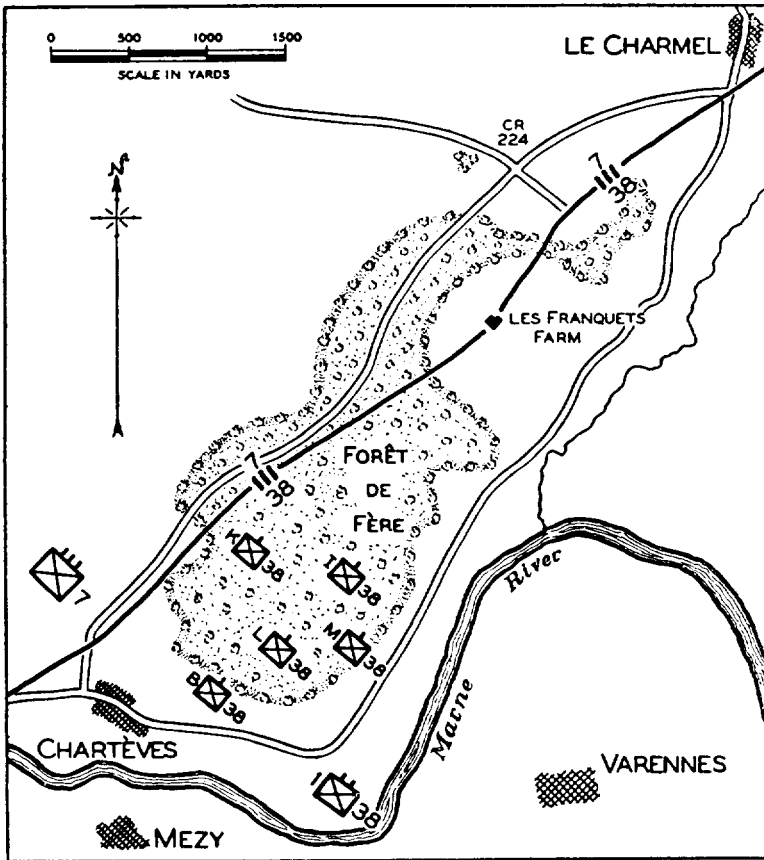 0 500 1000 1500
SCALE IN YARDS
LE CHARMEL
CR
224
N
7
38
LES FRANQUETS
FARM
7
38
FORÊT
DE
FÈRE
K 38
I 38
7
L 38
M 38
B 38
River
Marne
CHARTÈVES
1 38
VARENNES
MEZY